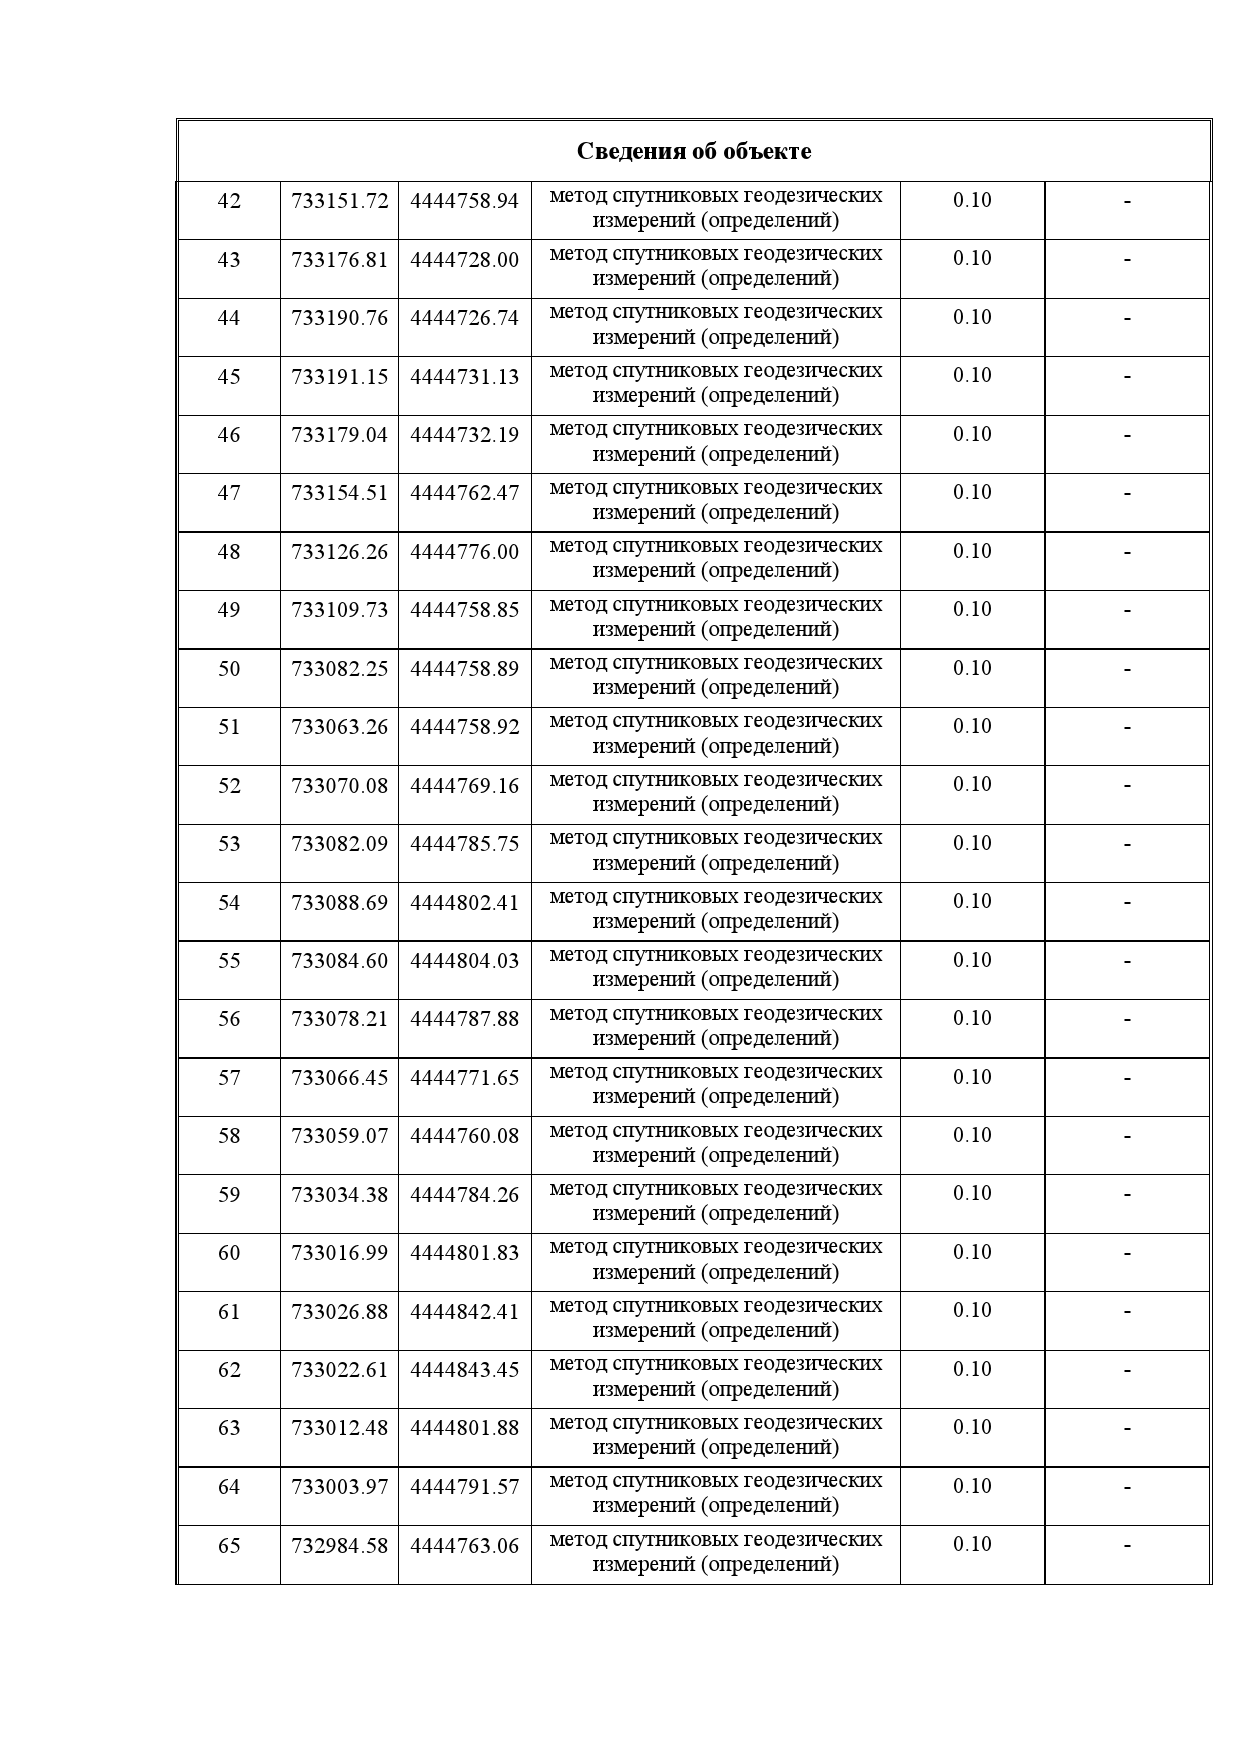 Сведения об объекте
42 733151.72 4444758.94 метод спутниковых геодезических измерений (определений) 0.10 -
43 733176.81 4444728.00 метод спутниковых геодезических измерений (определений) 0.10 -
44 733190.76 4444726.74 метод спутниковых геодезических измерений (определений) 0.10 -
45 733191.15 4444731.13 метод спутниковых геодезических измерений (определений) 0.10 -
46 733179.04 4444732.19 метод спутниковых геодезических измерений (определений) 0.10 -
47 733154.51 4444762.47 метод спутниковых геодезических измерений (определений) 0.10 -
48 733126.26 4444776.00 метод спутниковых геодезических измерений (определений) 0.10 -
49 733109.73 4444758.85 метод спутниковых геодезических измерений (определений) 0.10 -
50 733082.25 4444758.89 метод спутниковых геодезических измерений (определений) 0.10 -
51 733063.26 4444758.92 метод спутниковых геодезических измерений (определений) 0.10 -
52 733070.08 4444769.16 метод спутниковых геодезических измерений (определений) 0.10 -
53 733082.09 4444785.75 метод спутниковых геодезических измерений (определений) 0.10 -
54 733088.69 4444802.41 метод спутниковых геодезических измерений (определений) 0.10 -
55 733084.60 4444804.03 метод спутниковых геодезических измерений (определений) 0.10 -
56 733078.21 4444787.88 метод спутниковых геодезических измерений (определений) 0.10 -
57 733066.45 4444771.65 метод спутниковых геодезических измерений (определений) 0.10 -
58 733059.07 4444760.08 метод спутниковых геодезических измерений (определений) 0.10 -
59 733034.38 4444784.26 метод спутниковых геодезических измерений (определений) 0.10 -
60 733016.99 4444801.83 метод спутниковых геодезических измерений (определений) 0.10 -
61 733026.88 4444842.41 метод спутниковых геодезических измерений (определений) 0.10 -
62 733022.61 4444843.45 метод спутниковых геодезических измерений (определений) 0.10 -
63 733012.48 4444801.88 метод спутниковых геодезических измерений (определений) 0.10 -
64 733003.97 4444791.57 метод спутниковых геодезических измерений (определений) 0.10 -
65 732984.58 4444763.06 метод спутниковых геодезических измерений (определений) 0.10 -